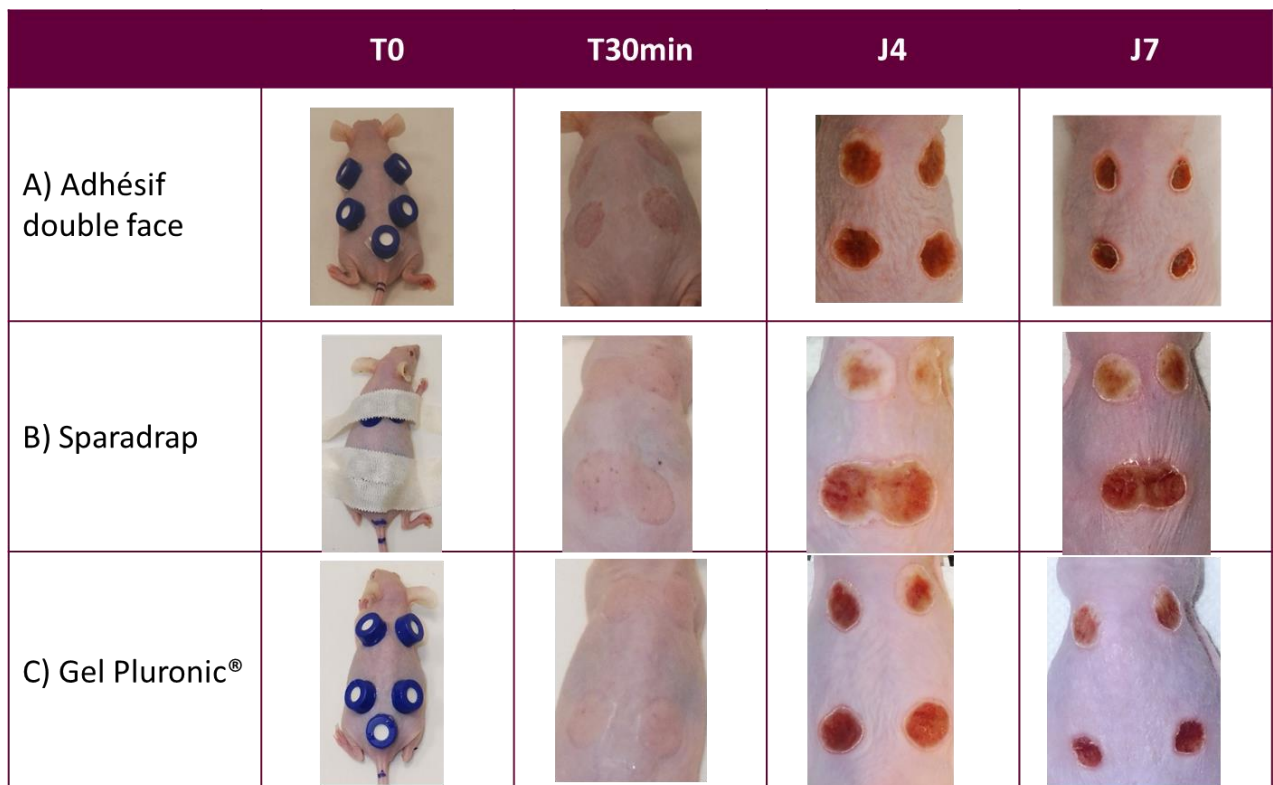 T0 T30min J4 J7
A) Adhésif
double face
B) Sparadrap
C) Gel Pluronic®